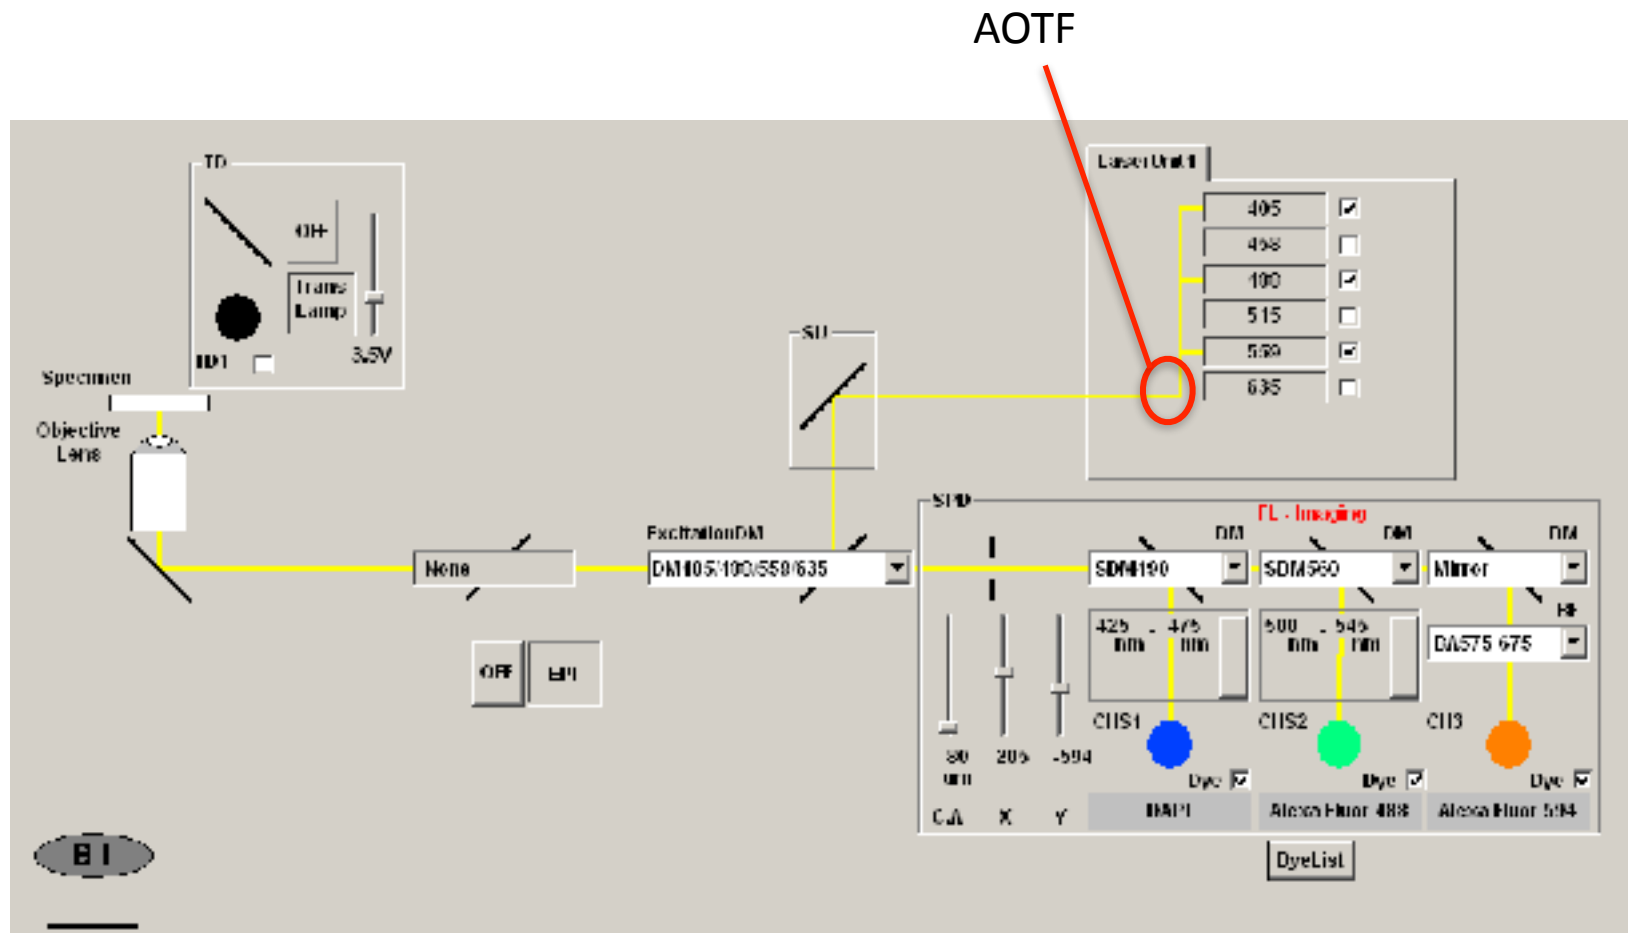 AOTF
TD
Laser Unit 1
405
458
488
515
559
635
Off
Trans
Lamp
3.5V
SU
Specimen
Objective
Lens
SPD
FL - Imaging
ExcitationDM
DM
DM
DM
None
DM405/488/559/635
SDM490
SDM560
Mirror
425 - 475
nm nm
500 - 545
nm nm
BA575-675
OFF
EPI
CHS1
CHS2
CH3
80
um
205
-594
Dye
Dye
Dye
C.A.
X
Y
DAPI
Alexa Fluor 488
Alexa Fluor 594
DyeList